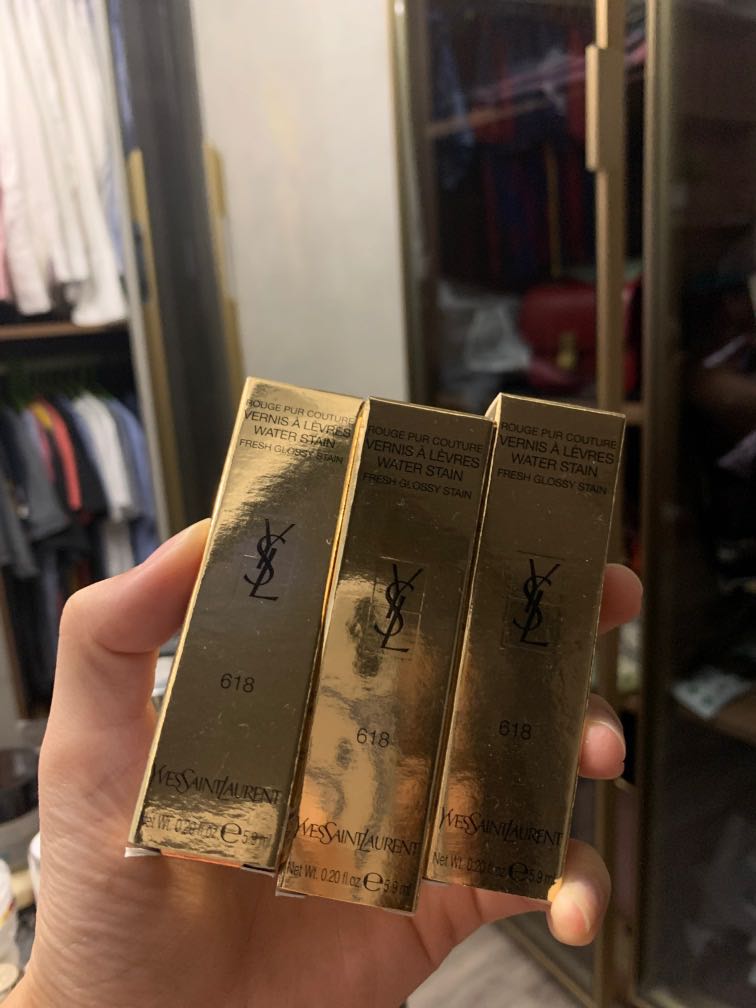 ROUGE PUR COUTURE
VERNIS À LÈVRES
WATER STAIN
FRESH GLOSSY STAIN
YSL
618
YVESSAINTLAURENT
Net Wt. 0.20 fl.oz e 5.9 ml
ROUGE PUR COUTURE
VERNIS À LÈVRES
WATER STAIN
FRESH GLOSSY STAIN
YSL
618
YVESSAINTLAURENT
Net Wt. 0.20 fl.oz e 5.9 ml
ROUGE PUR COUTURE
VERNIS À LÈVRES
WATER STAIN
FRESH GLOSSY STAIN
YSL
618
YVESSAINTLAURENT
Net Wt. 0.20 fl.oz e 5.9 ml